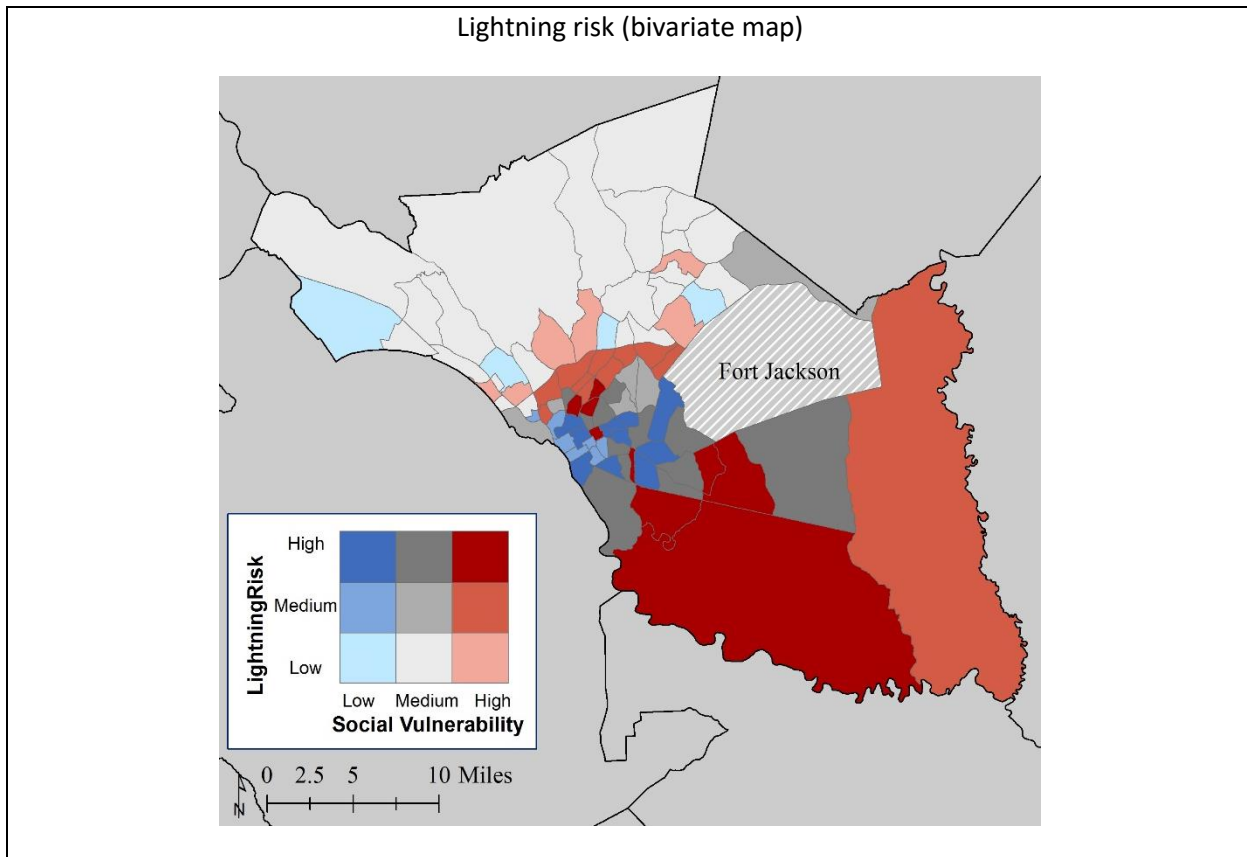 Lightning risk (bivariate map)
Fort Jackson
LightningRisk
High
Medium
Low
Low Medium High
Social Vulnerability
0 2.5 5 10 Miles
N